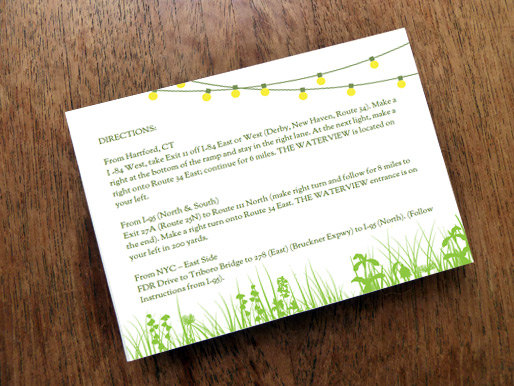 DIRECTIONS:
From Hartford, CT
I-84 West, take Exit 11 off I-84 East or West (Derby, New Haven, Route 34). Make a
right at the bottom of the ramp and stay in the right lane. At the next light, make a
right onto Route 34 East; continue for 6 miles. THE WATERVIEW is located on
your left.
From I-95 (North & South)
Exit 27A (Route 25N) to Route 111 North (make right turn and follow for 8 miles to
the end). Make a right turn onto Route 34 East. THE WATERVIEW entrance is on
your left in 200 yards.
From NYC – East Side
FDR Drive to Triboro Bridge to 278 (East) (Bruckner Expwy) to I-95 (North). (Follow
Instructions from I-95).